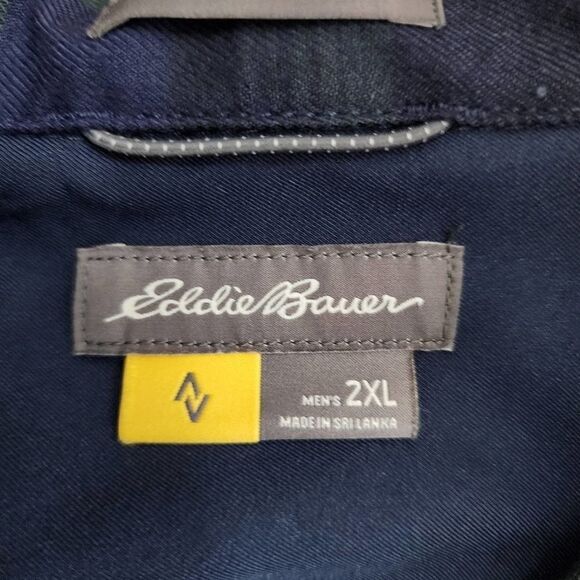 Eddie Bauer
MEN'S 2XL
MADE IN SRI LANKA